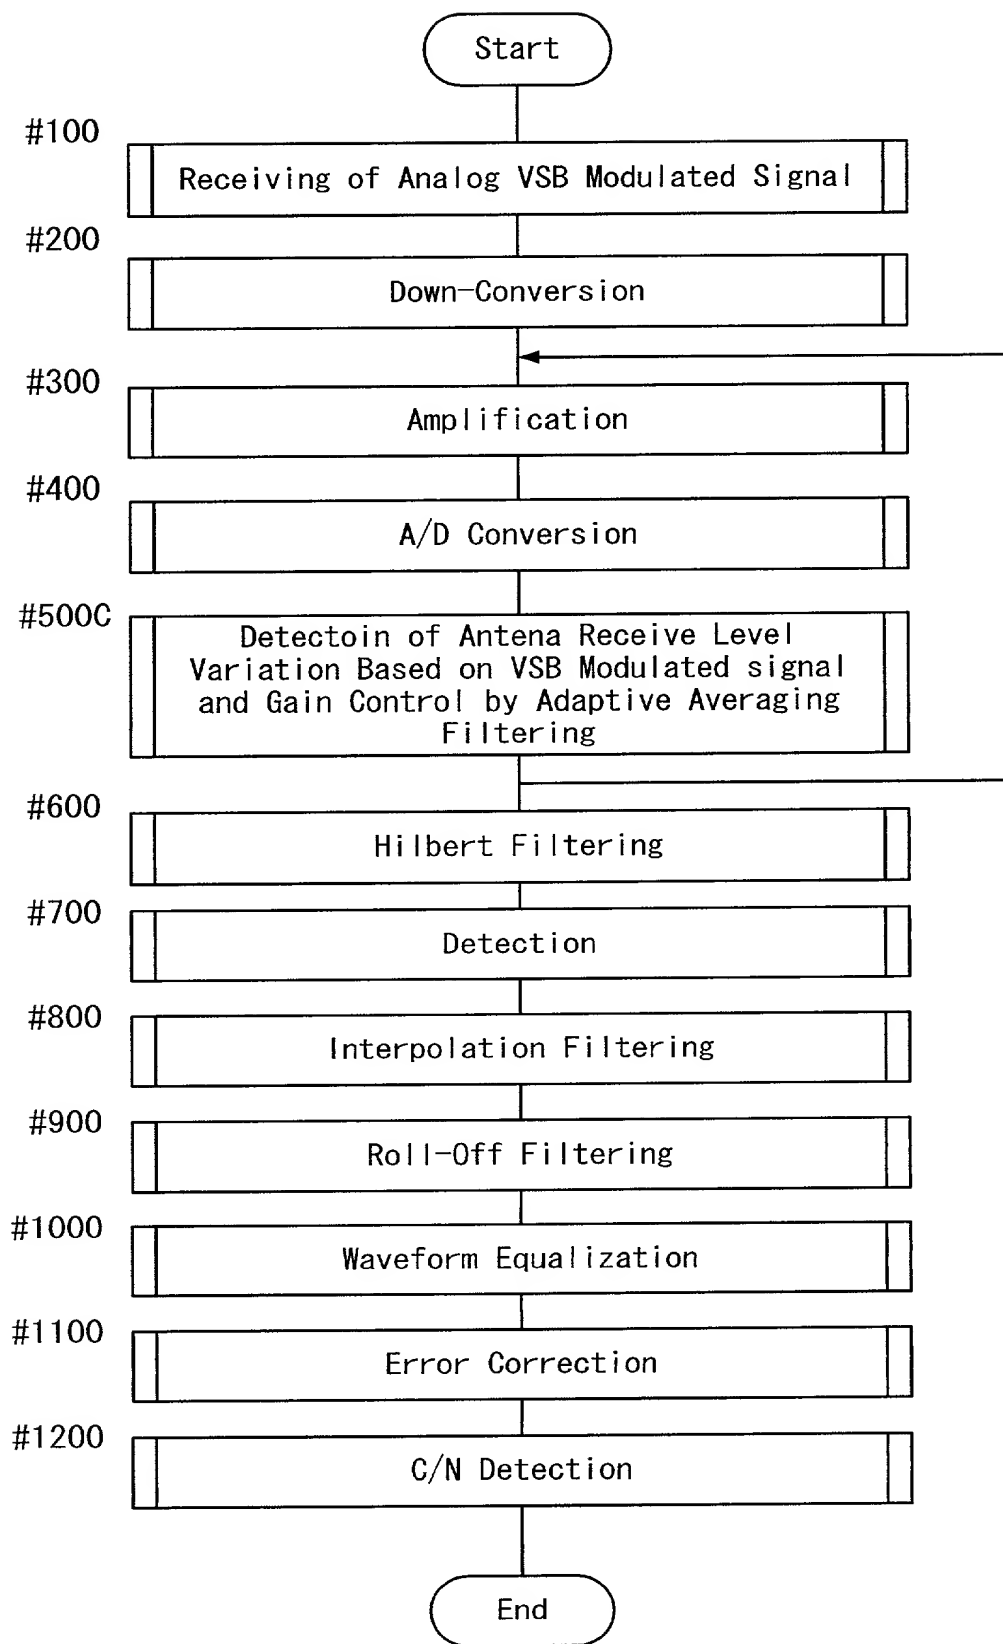 Start
#100
Receiving of Analog VSB Modulated Signal
#200
Down-Conversion
#300
Amplification
#400
A/D Conversion
#500C
Detectoin of Antena Receive Level
Variation Based on VSB Modulated signal
and Gain Control by Adaptive Averaging
Filtering
#600
Hilbert Filtering
#700
Detection
#800
Interpolation Filtering
#900
Roll-Off Filtering
#1000
Waveform Equalization
#1100
Error Correction
#1200
C/N Detection
End